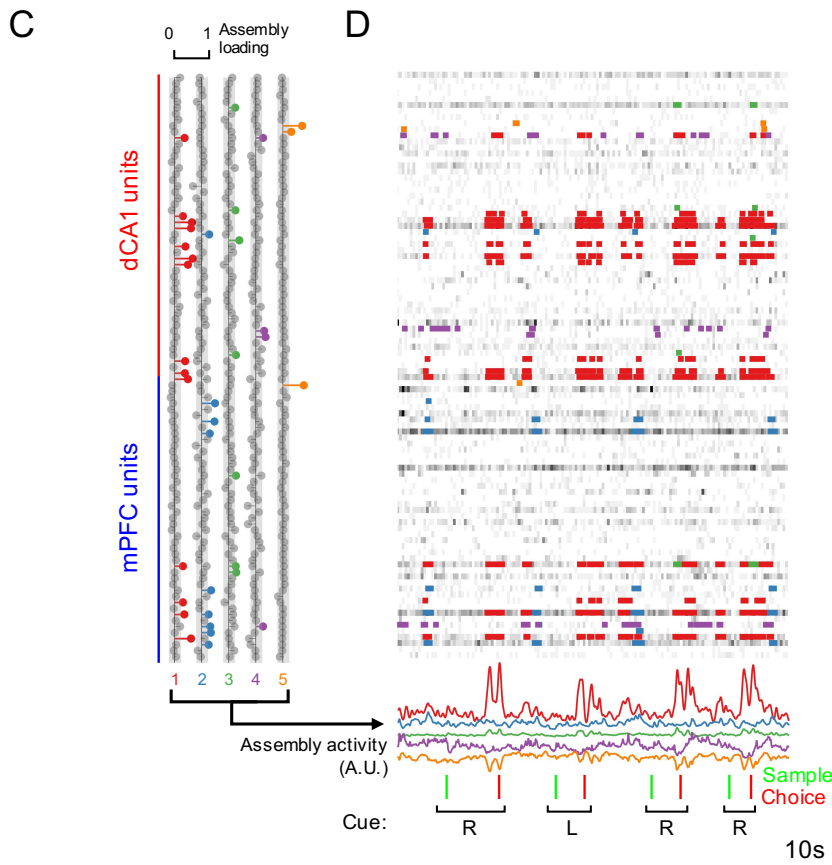 C
D
0 1 Assembly
loading
dCA1 units
mPFC units
1 2 3 4 5
Assembly activity
(A.U.)
Sample
Choice
Cue: R L R R
10s